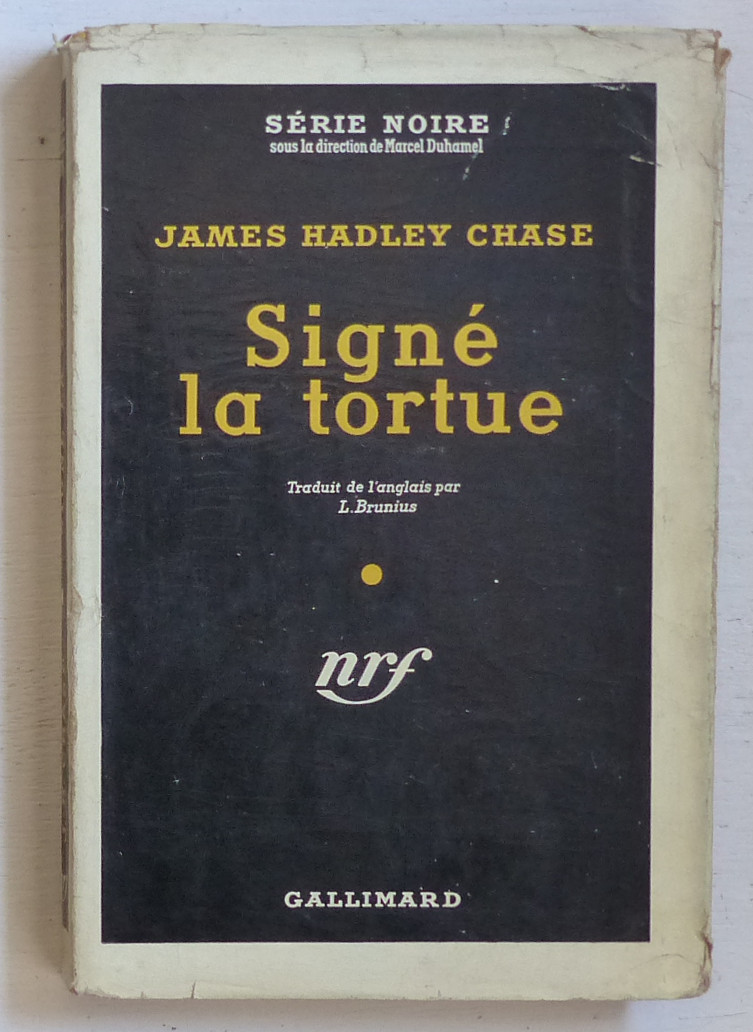 SÉRIE NOIRE
sous la direction de Marcel Duhamel
JAMES HADLEY CHASE
Signé
la tortue
Traduit de l'anglais par
L. Brunius
nrf
GALLIMARD